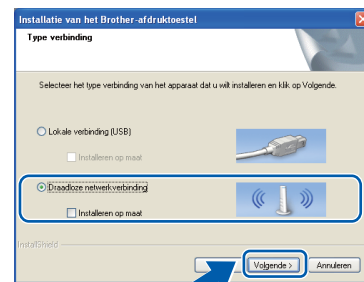 Installatie van het Brother-afdruktoestel
Type verbinding
Selecteer het type verbinding van het apparaat dat u wilt installeren en klik op Volgende.
Lokale verbinding (USB)
Installeren op maat
Draadloze netwerkverbinding
Installeren op maat
InstallShield
Volgende >
Annuleren